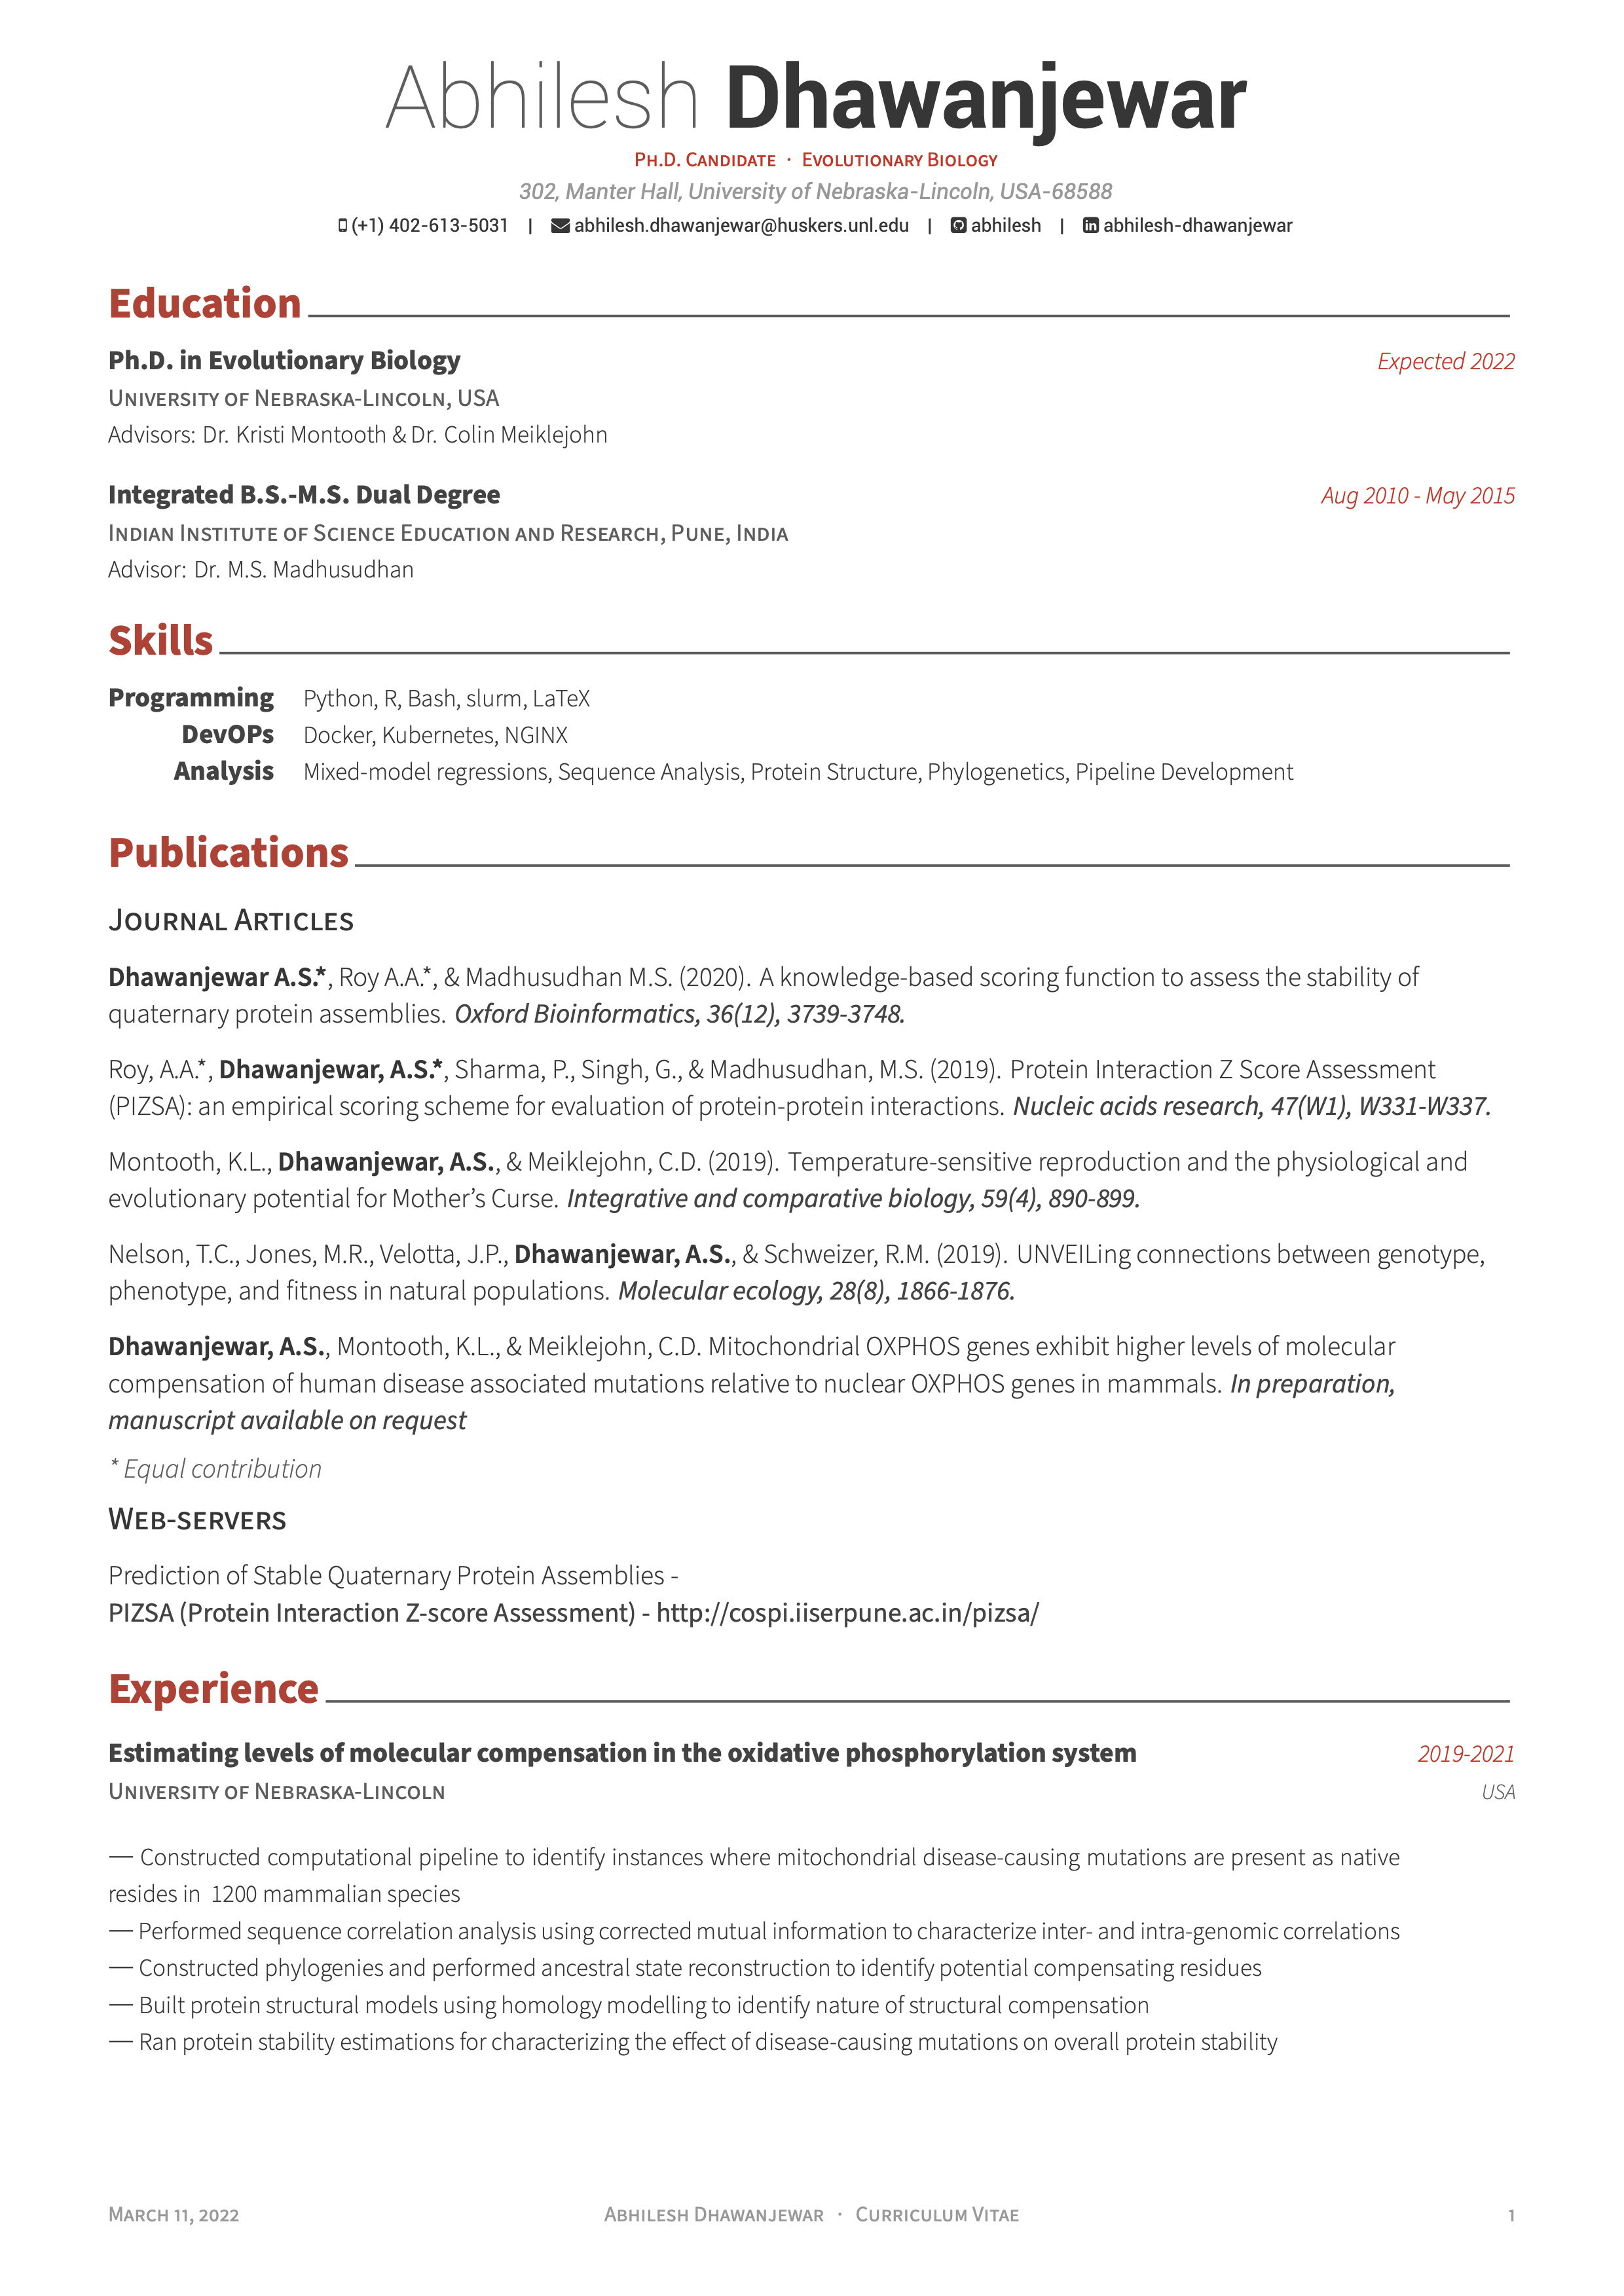 Abhilesh Dhawanjewar
Ph.D. Candidate · Evolutionary Biology
302, Manter Hall, University of Nebraska-Lincoln, USA-68588
(+1) 402-613-5031 | abhilesh.dhawanjewar@huskers.unl.edu | abhilesh | abhilesh-dhawanjewar
Education
Ph.D. in Evolutionary Biology Expected 2022
University of Nebraska-Lincoln, USA
Advisors: Dr. Kristi Montooth & Dr. Colin Meiklejohn
Integrated B.S.-M.S. Dual Degree Aug 2010 - May 2015
Indian Institute of Science Education and Research, Pune, India
Advisor: Dr. M.S. Madhusudhan
Skills
Programming Python, R, Bash, slurm, LaTeX
DevOPs Docker, Kubernetes, NGINX
Analysis Mixed-model regressions, Sequence Analysis, Protein Structure, Phylogenetics, Pipeline Development
Publications
Journal Articles
Dhawanjewar A.S.*, Roy A.A.*, & Madhusudhan M.S. (2020). A knowledge-based scoring function to assess the stability of
quaternary protein assemblies. Oxford Bioinformatics, 36(12), 3739-3748.
Roy, A.A.*, Dhawanjewar, A.S.*, Sharma, P., Singh, G., & Madhusudhan, M.S. (2019). Protein Interaction Z Score Assessment
(PIZSA): an empirical scoring scheme for evaluation of protein-protein interactions. Nucleic acids research, 47(W1), W331-W337.
Montooth, K.L., Dhawanjewar, A.S., & Meiklejohn, C.D. (2019). Temperature-sensitive reproduction and the physiological and
evolutionary potential for Mother's Curse. Integrative and comparative biology, 59(4), 890-899.
Nelson, T.C., Jones, M.R., Velotta, J.P., Dhawanjewar, A.S., & Schweizer, R.M. (2019). UNVEILing connections between genotype,
phenotype, and fitness in natural populations. Molecular ecology, 28(8), 1866-1876.
Dhawanjewar, A.S., Montooth, K.L., & Meiklejohn, C.D. Mitochondrial OXPHOS genes exhibit higher levels of molecular
compensation of human disease associated mutations relative to nuclear OXPHOS genes in mammals. In preparation,
manuscript available on request
* Equal contribution
Web-servers
Prediction of Stable Quaternary Protein Assemblies -
PIZSA (Protein Interaction Z-score Assessment) - http://cospi.iiserpune.ac.in/pizsa/
Experience
Estimating levels of molecular compensation in the oxidative phosphorylation system 2019-2021
University of Nebraska-Lincoln USA
— Constructed computational pipeline to identify instances where mitochondrial disease-causing mutations are present as native
resides in 1200 mammalian species
— Performed sequence correlation analysis using corrected mutual information to characterize inter- and intra-genomic correlations
— Constructed phylogenies and performed ancestral state reconstruction to identify potential compensating residues
— Built protein structural models using homology modelling to identify nature of structural compensation
— Ran protein stability estimations for characterizing the effect of disease-causing mutations on overall protein stability
March 11, 2022 Abhilesh Dhawanjewar · Curriculum Vitae 1